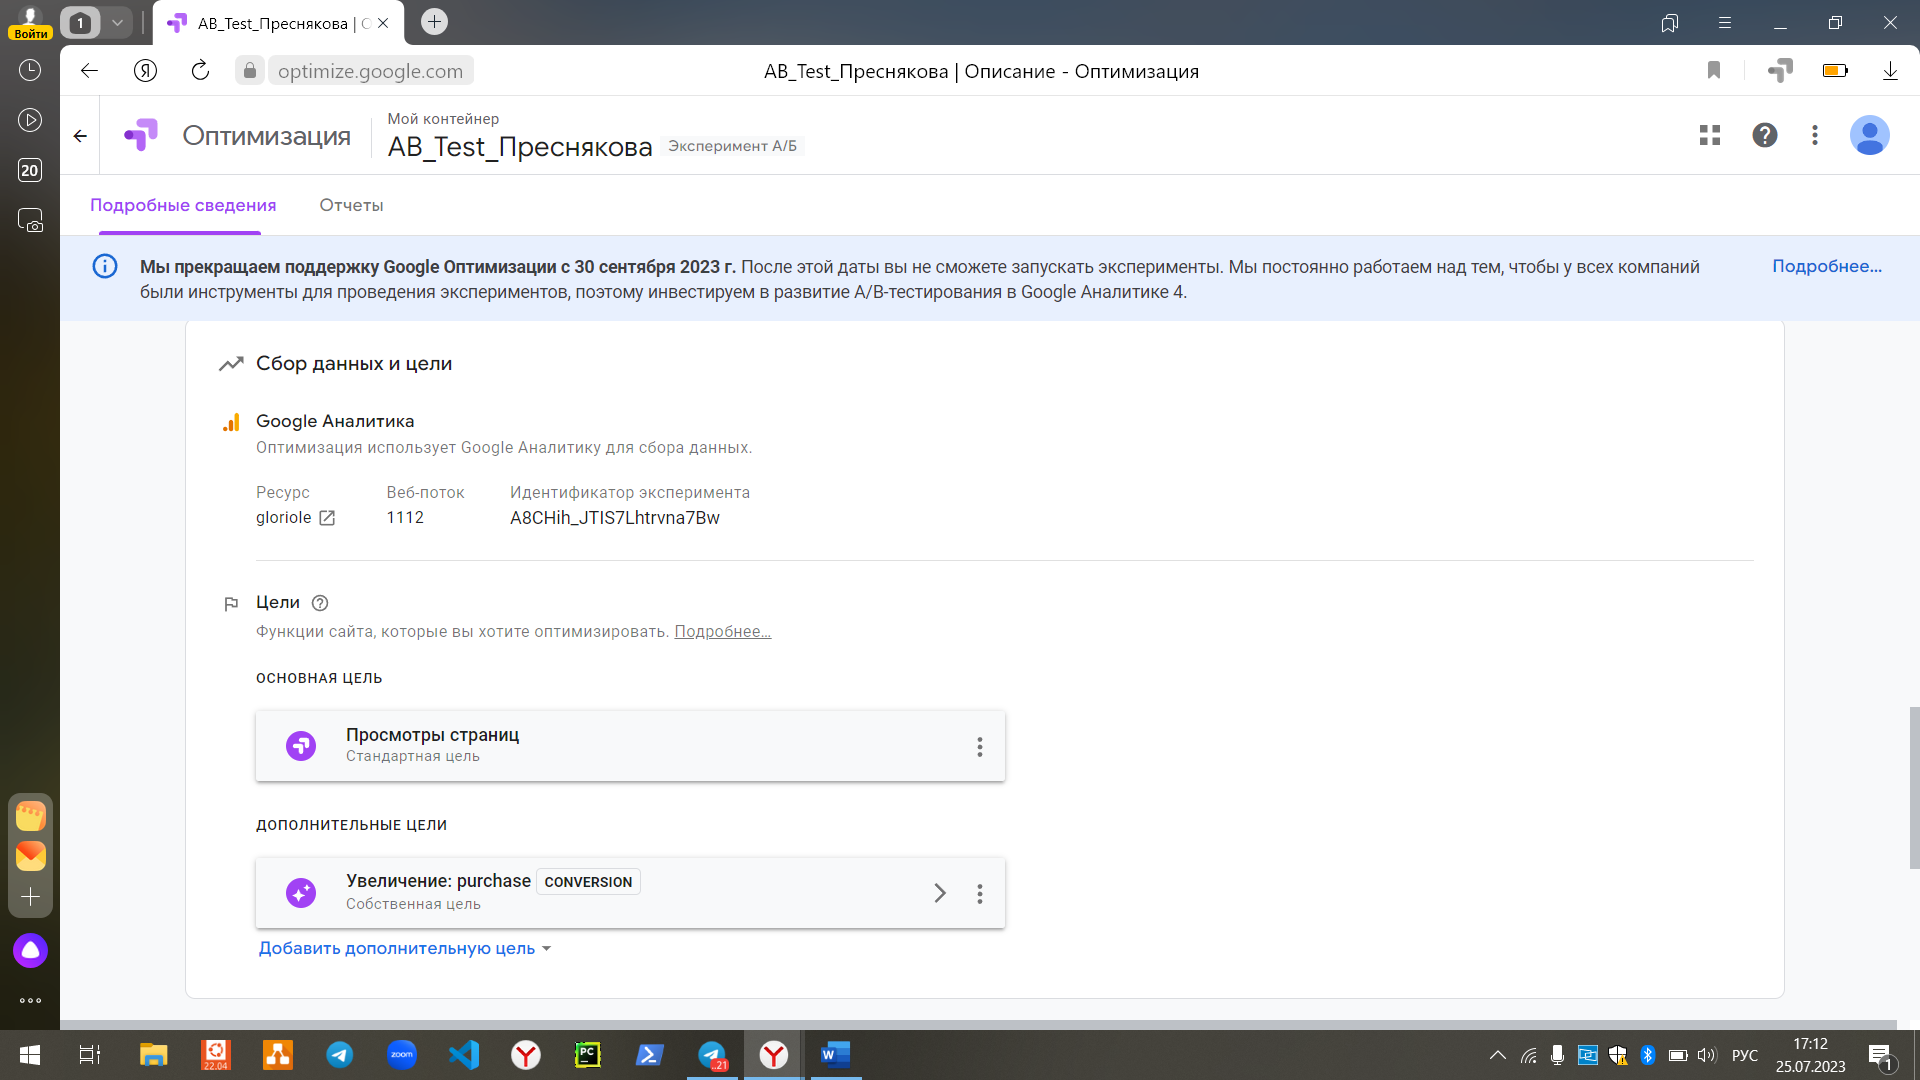 Войти
1
AB_Test_Преснякова | О
optimize.google.com
AB_Test_Преснякова | Описание - Оптимизация
20
Оптимизация
Мой контейнер
AB_Test_Преснякова
Эксперимент А/Б
Подробные сведения
Отчеты
Мы прекращаем поддержку Google Оптимизации с 30 сентября 2023 г. После этой даты вы не сможете запускать эксперименты. Мы постоянно работаем над тем, чтобы у всех компаний
были инструменты для проведения экспериментов, поэтому инвестируем в развитие A/B-тестирования в Google Аналитике 4.
Подробнее...
Сбор данных и цели
Google Аналитика
Оптимизация использует Google Аналитику для сбора данных.
Ресурс
Веб-поток
Идентификатор эксперимента
gloriole
1112
A8CHih_JTIS7Lhtrvna7Bw
Цели
Функции сайта, которые вы хотите оптимизировать. Подробнее...
ОСНОВНАЯ ЦЕЛЬ
Просмотры страниц
Стандартная цель
ДОПОЛНИТЕЛЬНЫЕ ЦЕЛИ
Увеличение: purchase
CONVERSION
Собственная цель
Добавить дополнительную цель
22.04
zoom
PC
..21
W
РУС
17:12
25.07.2023
1